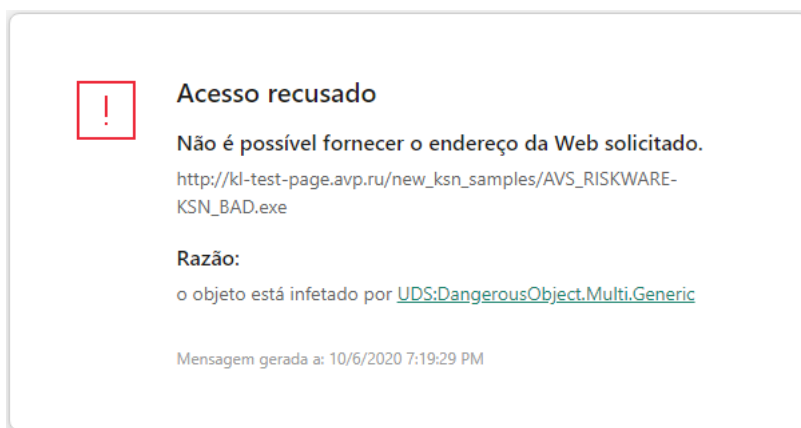 !
Acesso recusado
Não é possível fornecer o endereço da Web solicitado.
http://kl-test-page.avp.ru/new_ksn_samples/AVS_RISKWARE-
KSN_BAD.exe
Razão:
o objeto está infetado por UDS:DangerousObject.Multi.Generic
Mensagem gerada a: 10/6/2020 7:19:29 PM